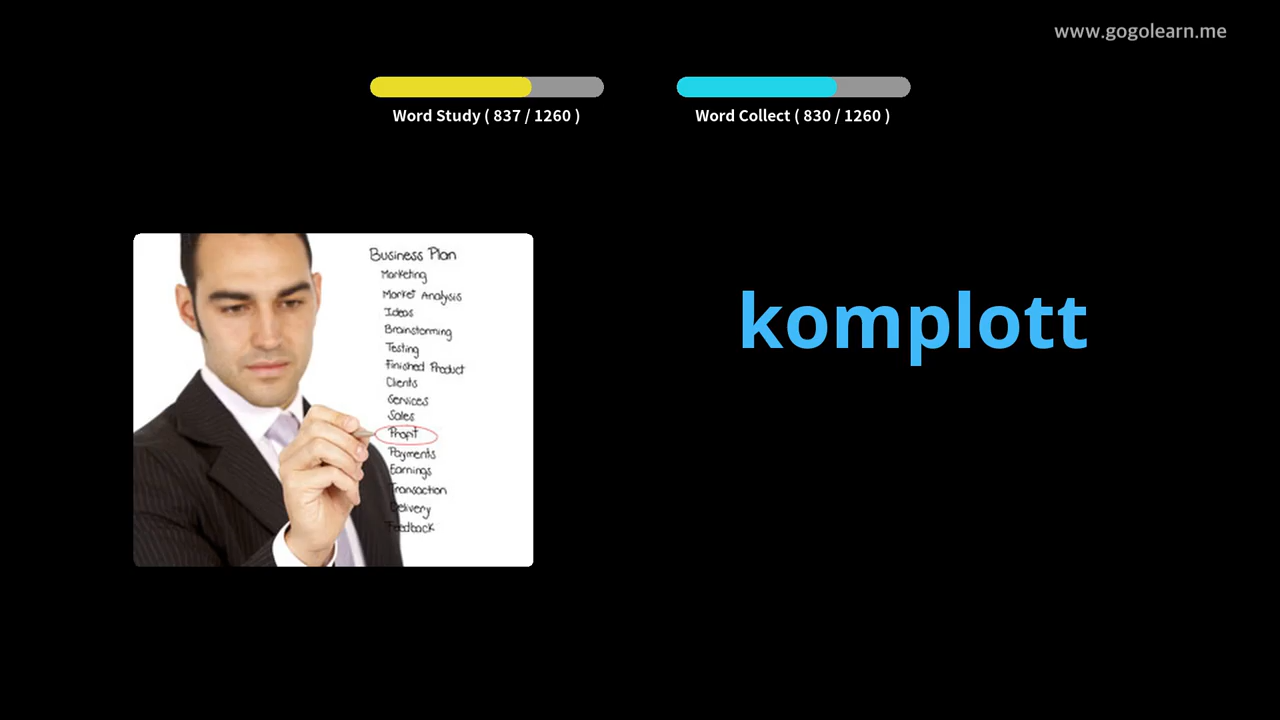 www.gogolearn.me
Word Study ( 837 / 1260 )
Word Collect ( 830 / 1260 )
Business Plan
Marketing
Market Analysis
Ideas
Brainstorming
Testing
Finished Product
Clients
Services
Sales
Profit
Payments
Earnings
Transaction
Delivery
Feedback
komplott